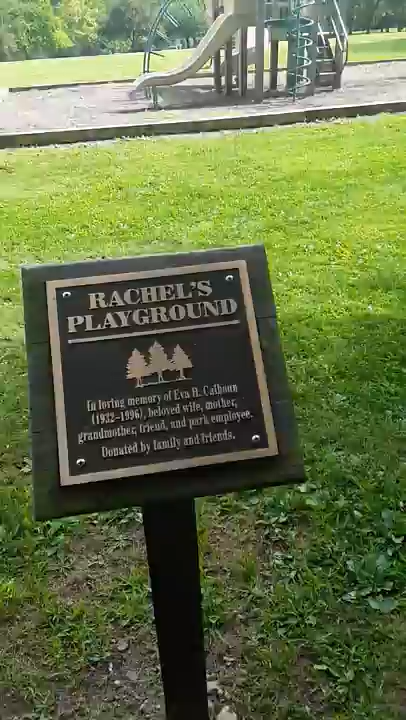 RACHEL'S
PLAYGROUND
In loving memory of Eva B. Calhoun
(1932-1996), beloved wife, mother,
grandmother, friend, and park employee.
Donated by family and friends.